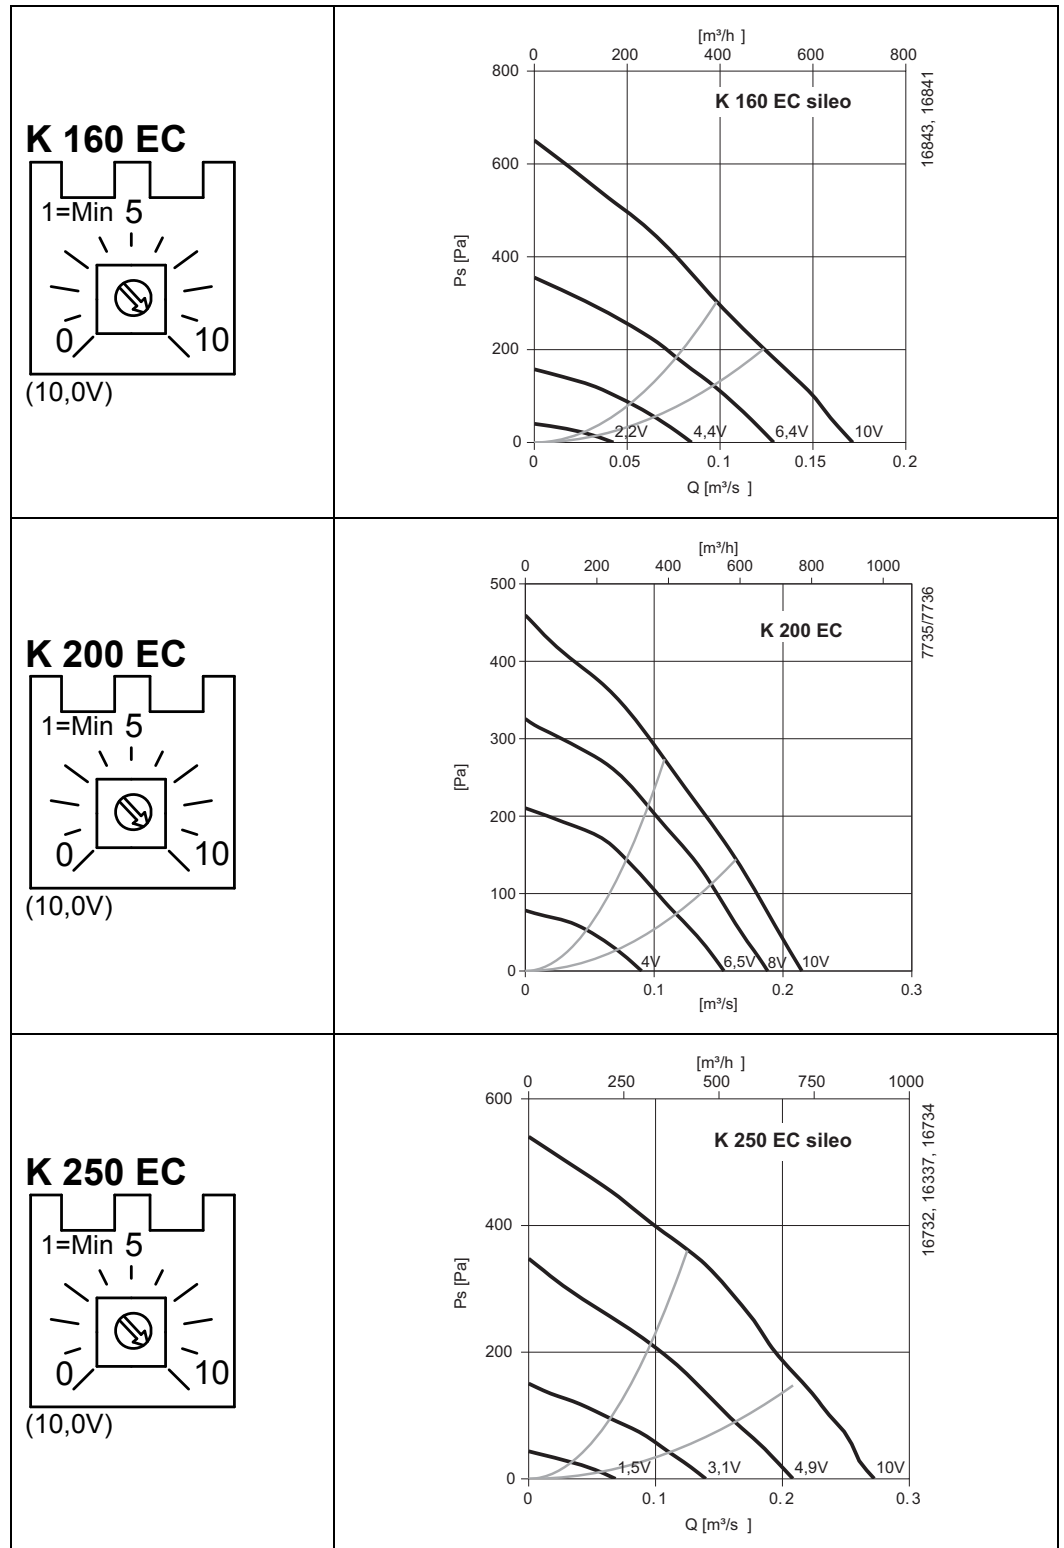 K 160 EC
1=Min 5
0 10
(10,0V)
[m³/h ]
0 200 400 600 800
800
600
400
200
0
Ps [Pa]
K 160 EC sileo
16843, 16841
2,2V 4,4V 6,4V 10V
0 0.05 0.1 0.15 0.2
Q [m³/s ]
K 200 EC
1=Min 5
0 10
(10,0V)
[m³/h]
0 200 400 600 800 1000
500
400
300
200
100
0
[Pa]
K 200 EC
7735/7736
4V 6,5V 8V 10V
0 0.1 0.2 0.3
[m³/s]
K 250 EC
1=Min 5
0 10
(10,0V)
[m³/h ]
0 250 500 750 1000
600
400
200
0
Ps [Pa]
K 250 EC sileo
16732, 16337, 16734
1,5V 3,1V 4,9V 10V
0 0.1 0.2 0.3
Q [m³/s ]